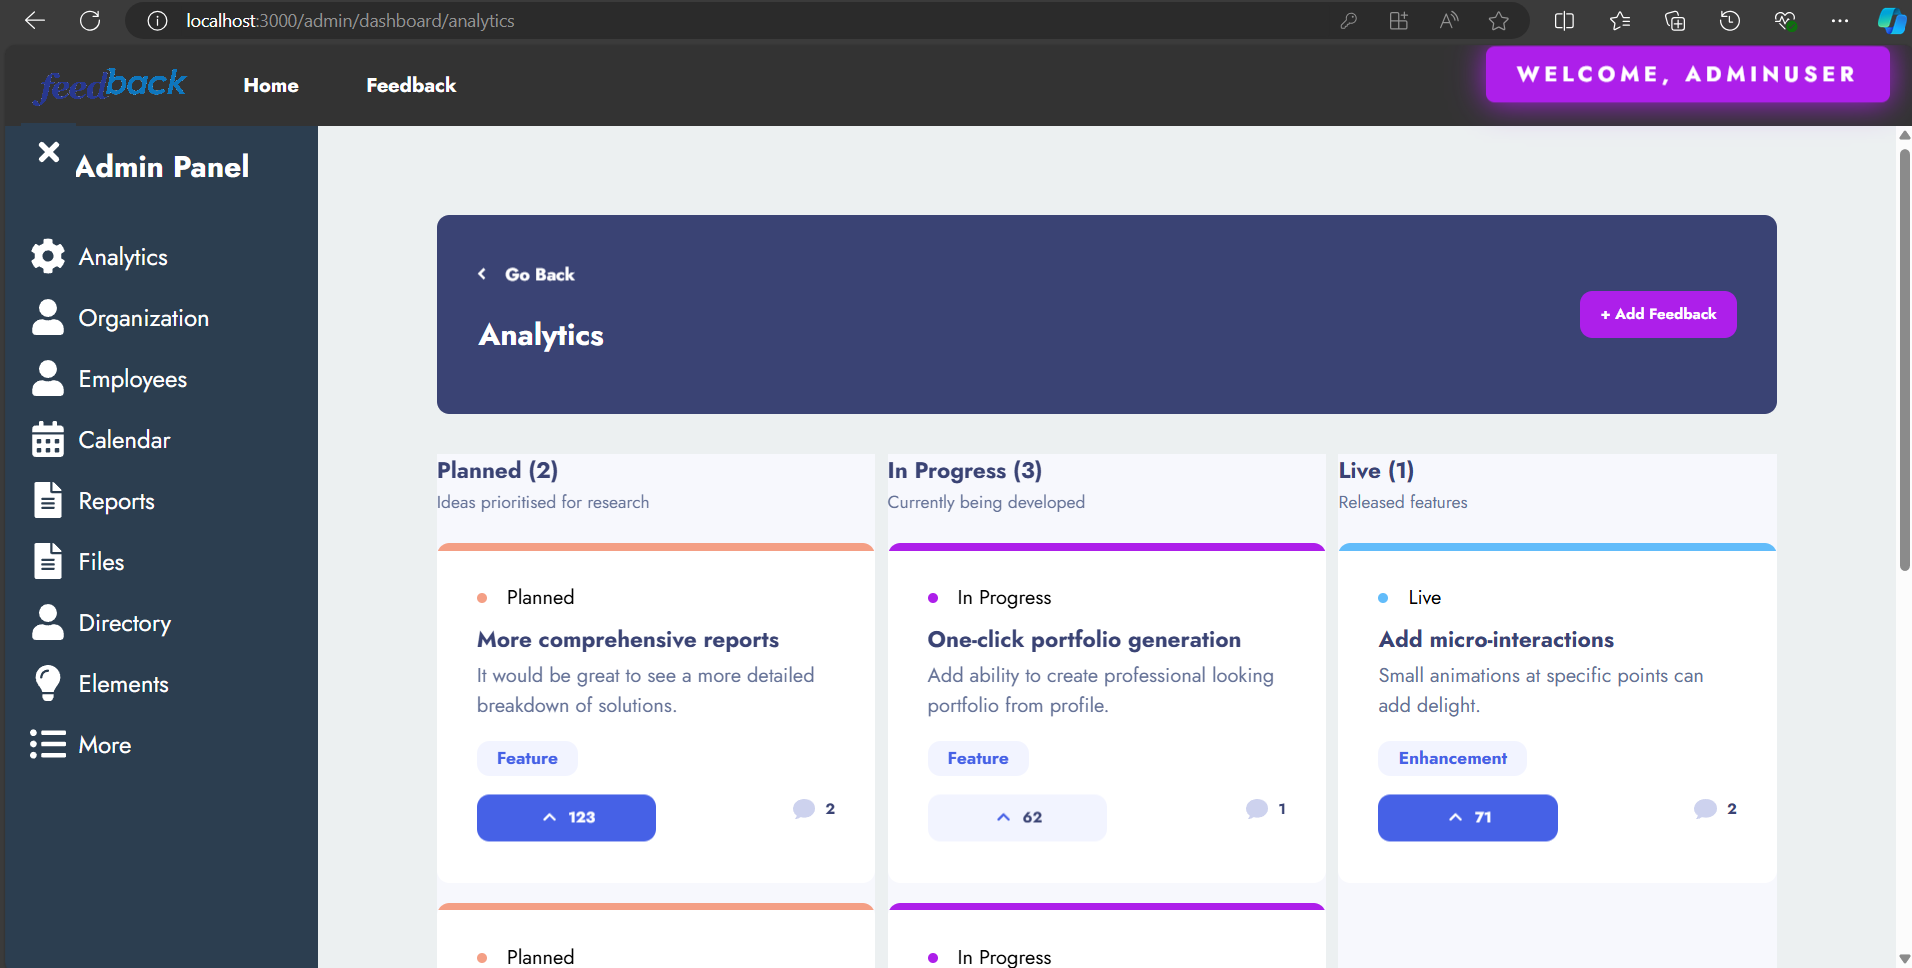 localhost:3000/admin/dashboard/analytics
feedback
Home
Feedback
WELCOME, ADMINUSER
Admin Panel
Analytics
Organization
Employees
Calendar
Reports
Files
Directory
Elements
More
Go Back
Analytics
+ Add Feedback
Planned (2)
Ideas prioritised for research
Planned
More comprehensive reports
It would be great to see a more detailed
breakdown of solutions.
Feature
123
2
Planned
In Progress (3)
Currently being developed
In Progress
One-click portfolio generation
Add ability to create professional looking
portfolio from profile.
Feature
62
1
In Progress
Live (1)
Released features
Live
Add micro-interactions
Small animations at specific points can
add delight.
Enhancement
71
2